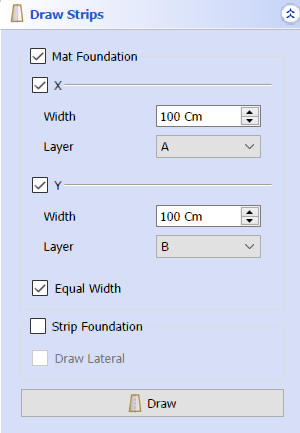 Draw Strips
Mat Foundation
X
Width 100 Cm
Layer A
Y
Width 100 Cm
Layer B
Equal Width
Strip Foundation
Draw Lateral
Draw